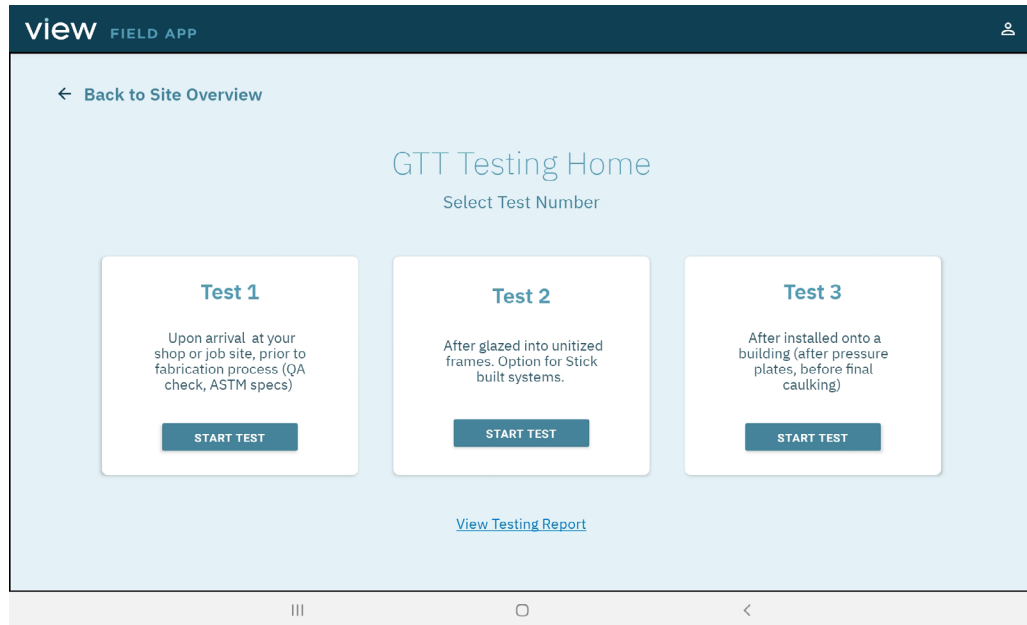 view FIELD APP
Back to Site Overview
GTT Testing Home
Select Test Number
Test 1
Upon arrival at your
shop or job site, prior to
fabrication process (QA
check, ASTM specs)
START TEST
Test 2
After glazed into unitized
frames. Option for Stick
built systems.
START TEST
Test 3
After installed onto a
building (after pressure
plates, before final
caulking)
START TEST
View Testing Report